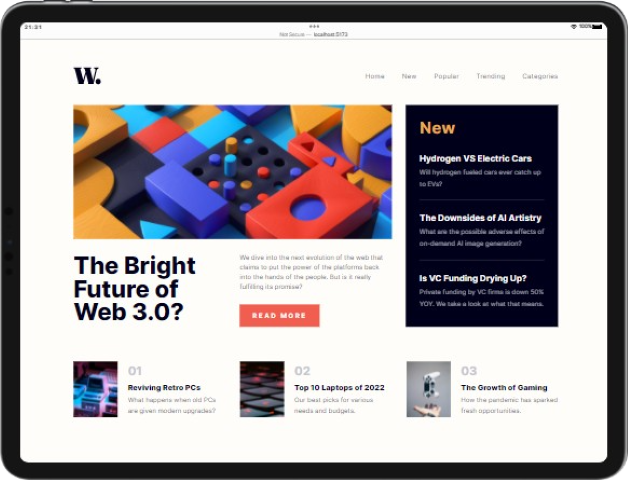 21:21
100%
Not Secure — localhost:5173
W.
Home New Popular Trending Categories
The Bright
Future of
Web 3.0?
We dive into the next evolution of the web that
claims to put the power of the platforms back
into the hands of the people. But is it really
fulfilling its promise?
READ MORE
New
Hydrogen VS Electric Cars
Will hydrogen fueled cars ever catch up
to EVs?
The Downsides of AI Artistry
What are the possible adverse effects of
on-demand AI image generation?
Is VC Funding Drying Up?
Private funding by VC firms is down 50%
YOY. We take a look at what that means.
01
Reviving Retro PCs
What happens when old PCs
are given modern upgrades?
02
Top 10 Laptops of 2022
Our best picks for various
needs and budgets.
03
The Growth of Gaming
How the pandemic has sparked
fresh opportunities.